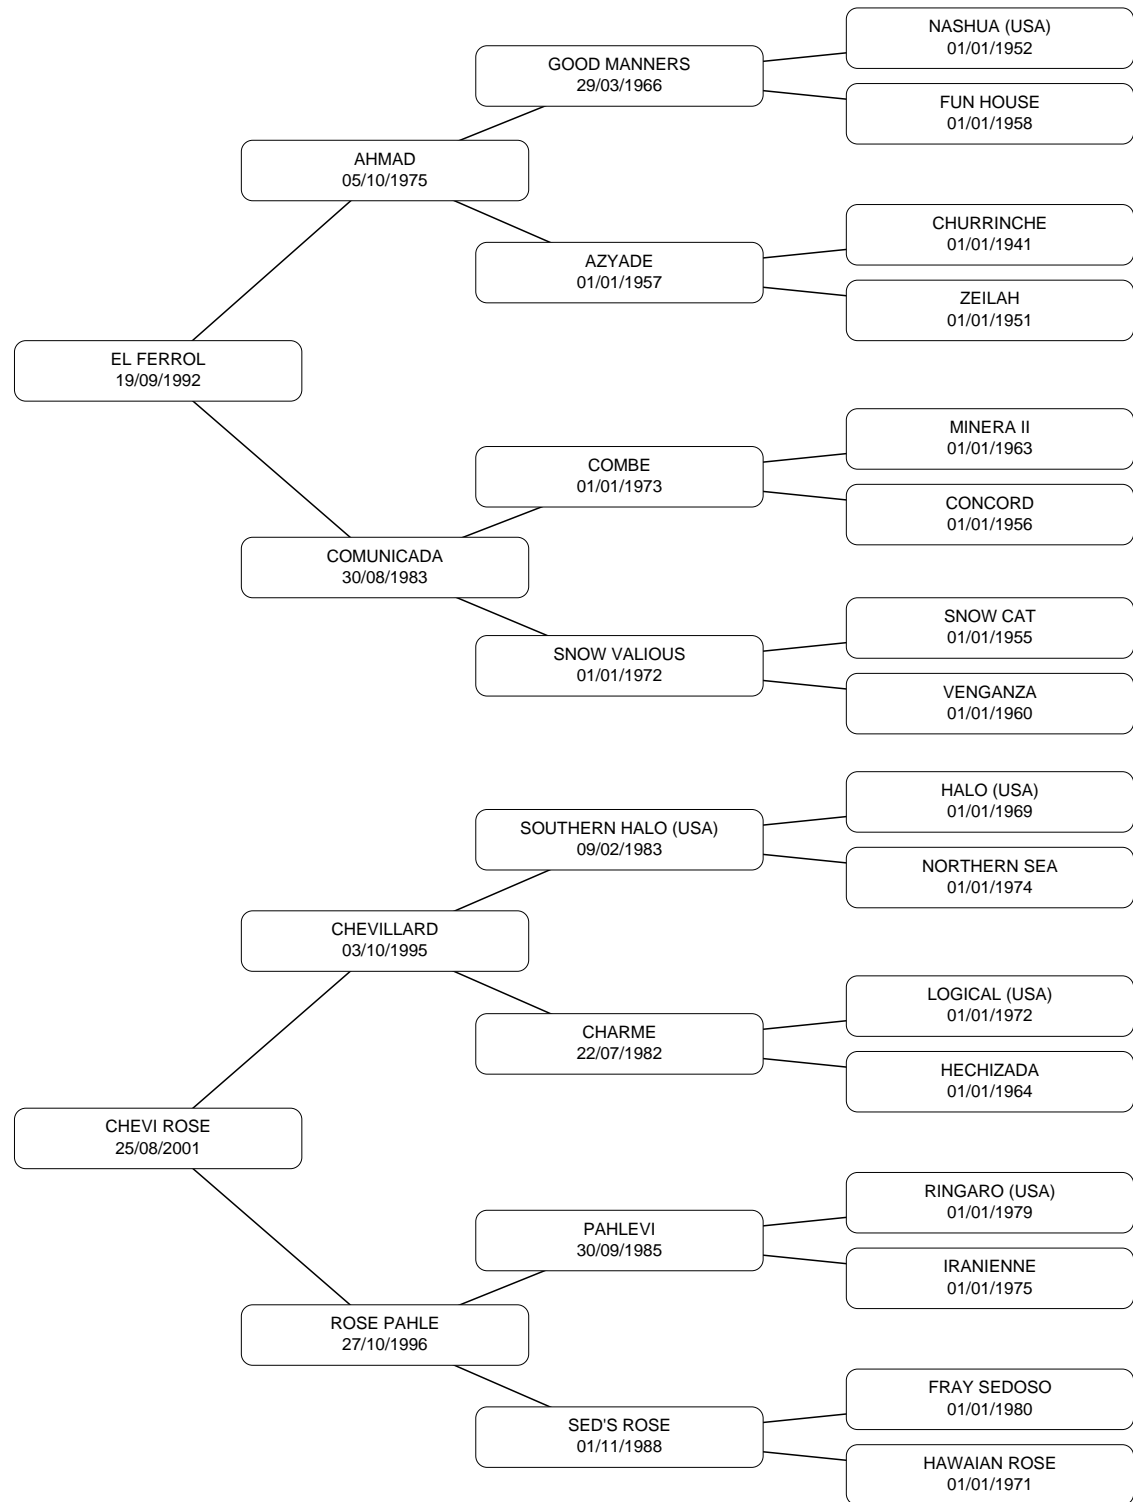 NASHUA (USA)
01/01/1952
GOOD MANNERS
29/03/1966
FUN HOUSE
01/01/1958
AHMAD
05/10/1975
CHURRINCHE
01/01/1941
AZYADE
01/01/1957
ZEILAH
01/01/1951
EL FERROL
19/09/1992
MINERA II
01/01/1963
COMBE
01/01/1973
CONCORD
01/01/1956
COMUNICADA
30/08/1983
SNOW CAT
01/01/1955
SNOW VALIOUS
01/01/1972
VENGANZA
01/01/1960
HALO (USA)
01/01/1969
SOUTHERN HALO (USA)
09/02/1983
NORTHERN SEA
01/01/1974
CHEVILLARD
03/10/1995
LOGICAL (USA)
01/01/1972
CHARME
22/07/1982
HECHIZADA
01/01/1964
CHEVI ROSE
25/08/2001
RINGARO (USA)
01/01/1979
PAHLEVI
30/09/1985
IRANIENNE
01/01/1975
ROSE PAHLE
27/10/1996
FRAY SEDOSO
01/01/1980
SED'S ROSE
01/11/1988
HAWAIAN ROSE
01/01/1971